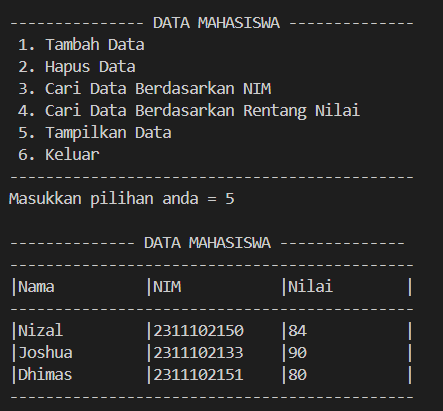 --------------- DATA MAHASISWA --------------
1. Tambah Data
2. Hapus Data
3. Cari Data Berdasarkan NIM
4. Cari Data Berdasarkan Rentang Nilai
5. Tampilkan Data
6. Keluar
---------------------------------------------
Masukkan pilihan anda = 5
-------------- DATA MAHASISWA --------------
---------------------------------------------
|Nama          |NIM           |Nilai        |
---------------------------------------------
|Nizal         |2311102150    |84           |
|Joshua        |2311102133    |90           |
|Dhimas        |2311102151    |80           |
---------------------------------------------